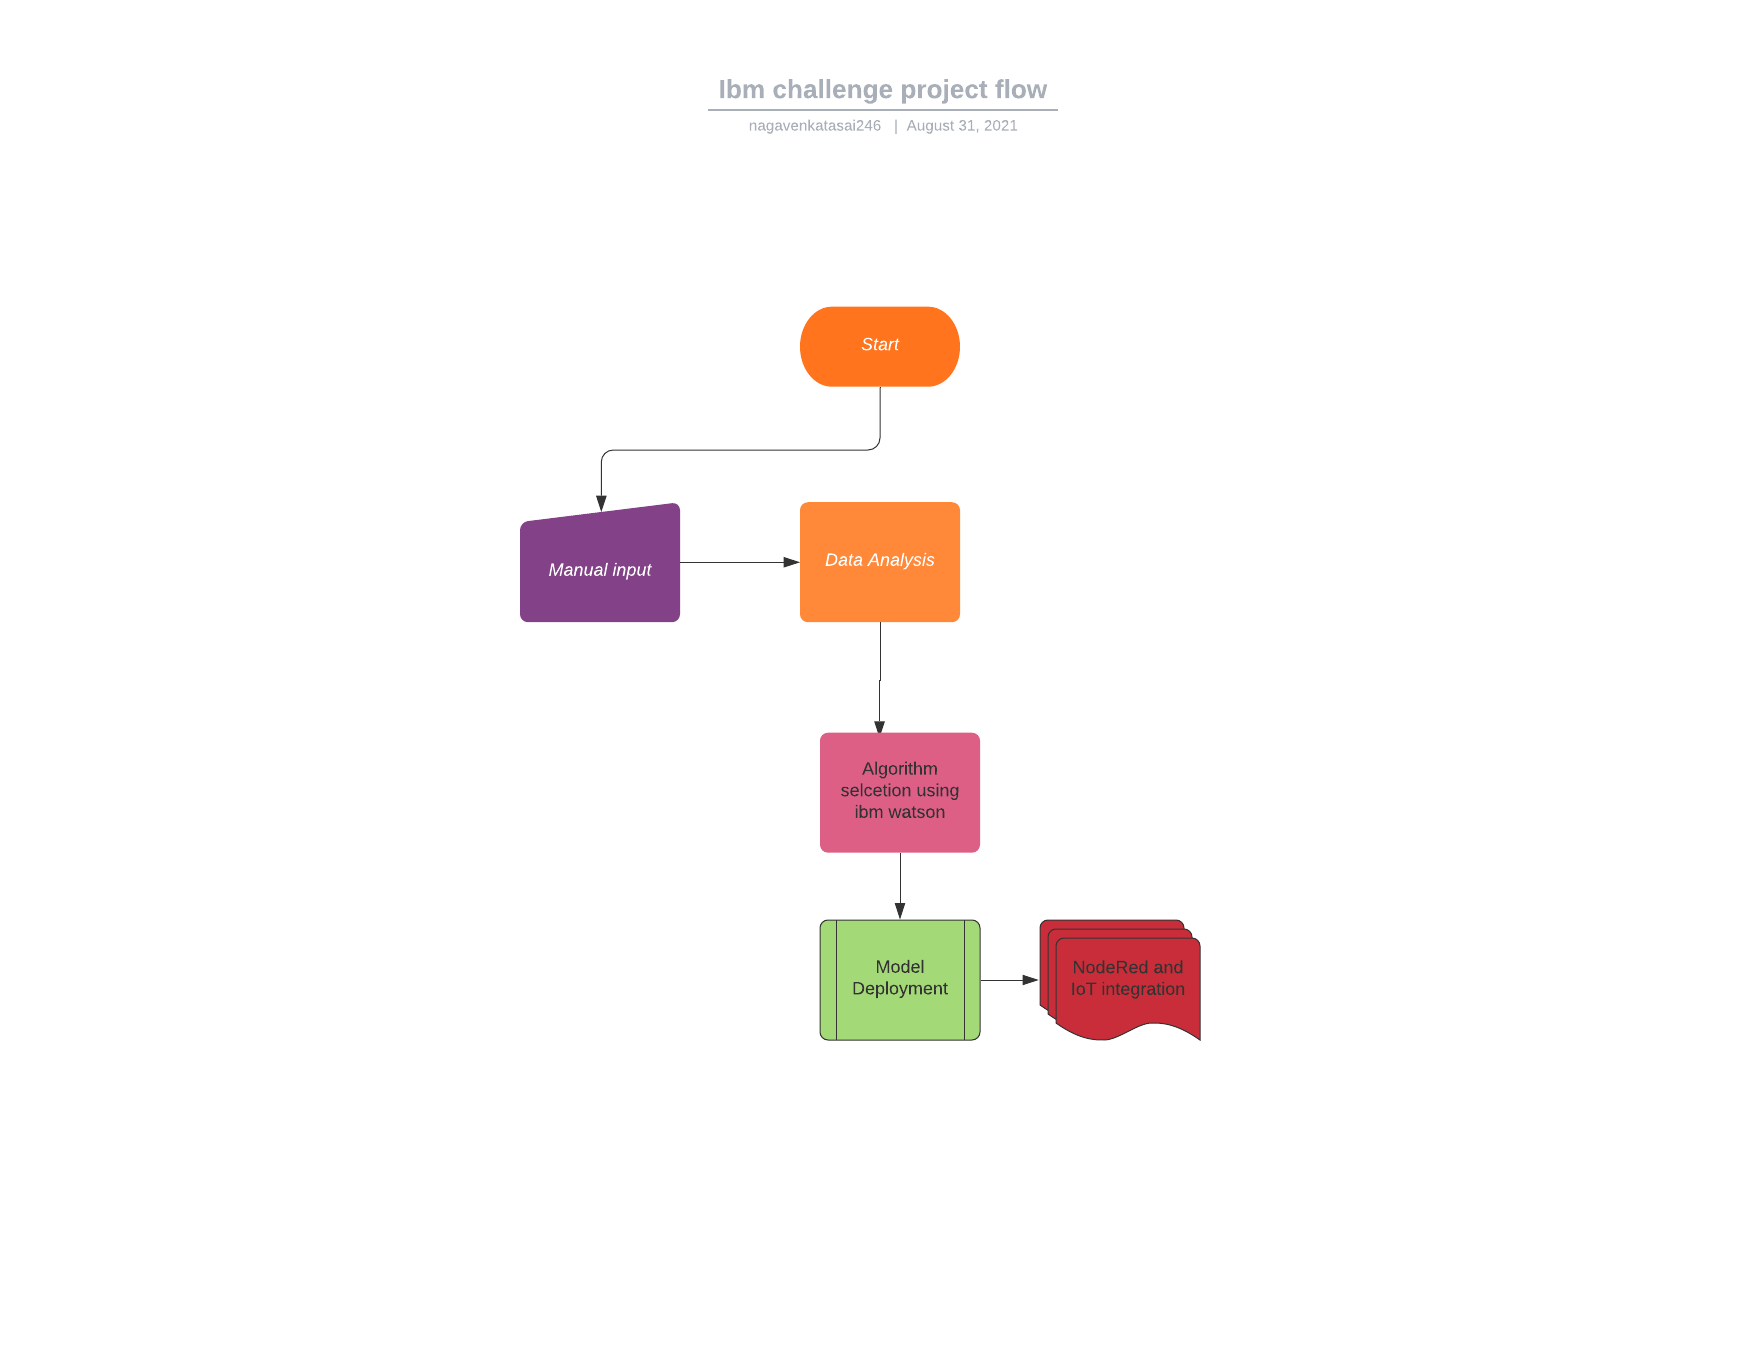 Ibm challenge project flow
nagavenkatasai246 | August 31, 2021
Start
Manual input
Data Analysis
Algorithm
selcetion using
ibm watson
Model
Deployment
NodeRed and
IoT integration